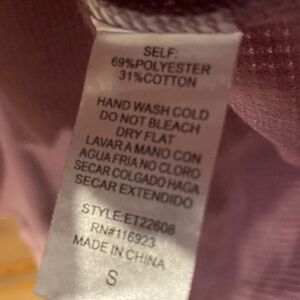 SELF:
69%POLYESTER
31%COTTON
HAND WASH COLD
DO NOT BLEACH
DRY FLAT
LAVAR A MANO CON
AGUA FRIA NO CLORO
SECAR COLGADO HAGA
SECAR EXTENDIDO
STYLE:ET22608
RN#116923
MADE IN CHINA
S